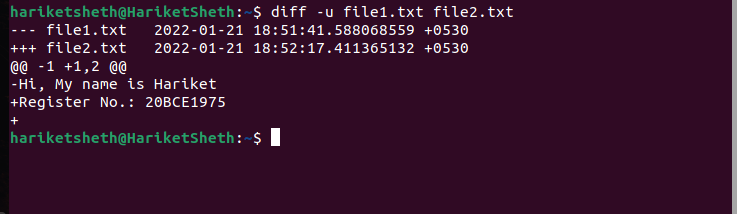 hariketsheth@HariketSheth:~$ diff -u file1.txt file2.txt
--- file1.txt   2022-01-21 18:51:41.588068559 +0530
+++ file2.txt   2022-01-21 18:52:17.411365132 +0530
@@ -1 +1,2 @@
-Hi, My name is Hariket
+Register No.: 20BCE1975
+
hariketsheth@HariketSheth:~$